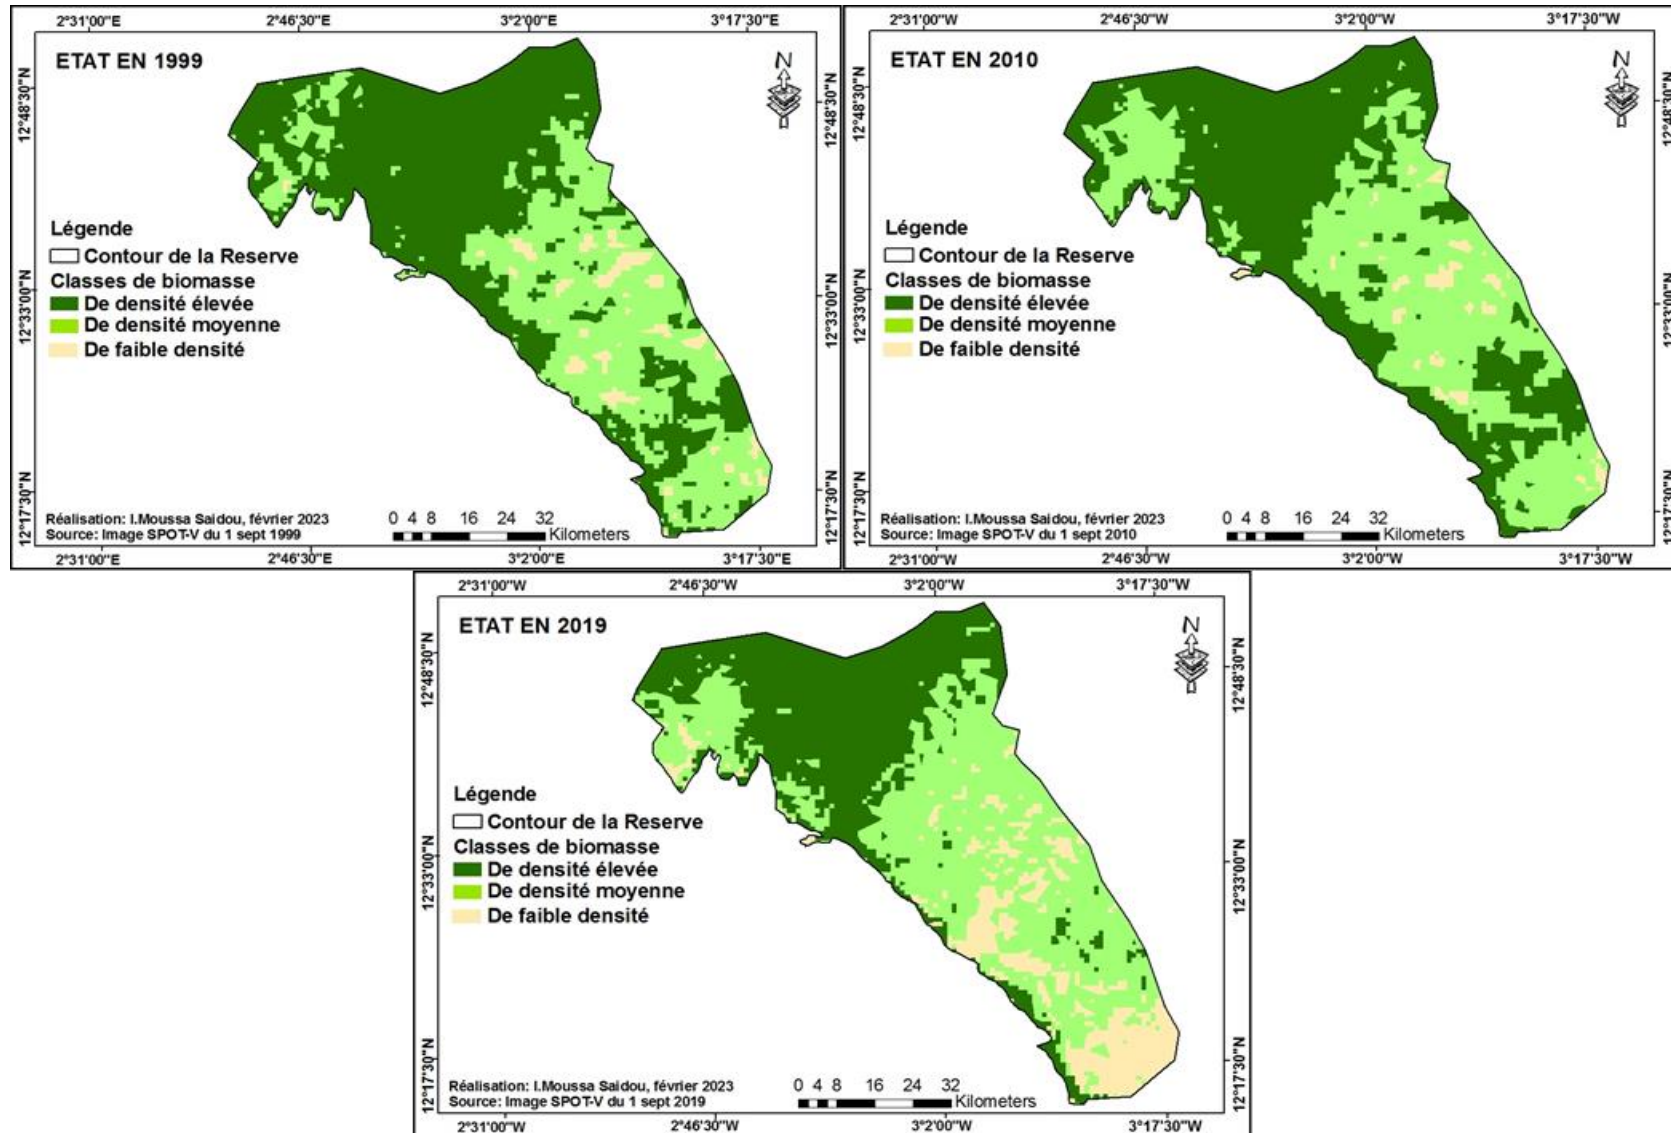 2°31'00"E 2°46'30"E 3°2'00"E 3°17'30"E
ETAT EN 1999
N
12°48'30"N 12°48'30"N
Légende
Contour de la Reserve
Classes de biomasse
De densité élevée
De densité moyenne
De faible densité
12°33'00"N 12°33'00"N
12°17'30"N 12°17'30"N
Réalisation: I.Moussa Saidou, février 2023
Source: Image SPOT-V du 1 sept 1999
0 4 8 16 24 32
Kilometers
2°31'00"E 2°46'30"E 3°2'00"E 3°17'30"E
2°31'00"W 2°46'30"W 3°2'00"W 3°17'30"W
ETAT EN 2010
N
12°48'30"N 12°48'30"N
Légende
Contour de la Reserve
Classes de biomasse
De densité élevée
De densité moyenne
De faible densité
12°33'00"N 12°33'00"N
12°17'30"N 12°17'30"N
Réalisation: I.Moussa Saidou, février 2023
Source: Image SPOT-V du 1 sept 2010
0 4 8 16 24 32
Kilometers
2°31'00"W 2°46'30"W 3°2'00"W 3°17'30"W
2°31'00"W 2°46'30"W 3°2'00"W 3°17'30"W
ETAT EN 2019
N
12°48'30"N 12°48'30"N
Légende
Contour de la Reserve
Classes de biomasse
De densité élevée
De densité moyenne
De faible densité
12°33'00"N 12°33'00"N
12°17'30"N 12°17'30"N
Réalisation: I.Moussa Saidou, février 2023
Source: Image SPOT-V du 1 sept 2019
0 4 8 16 24 32
Kilometers
2°31'00"W 2°46'30"W 3°2'00"W 3°17'30"W